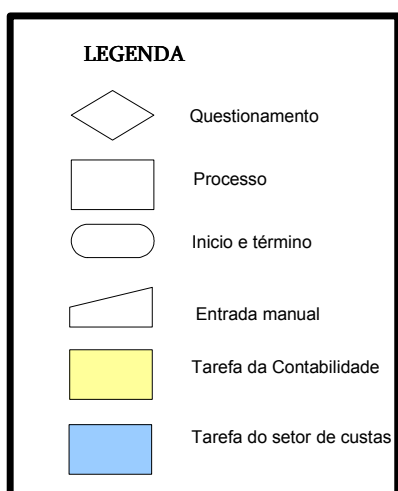 LEGENDA
Questionamento
Processo
Inicio e término
Entrada manual
Tarefa da Contabilidade
Tarefa do setor de custas